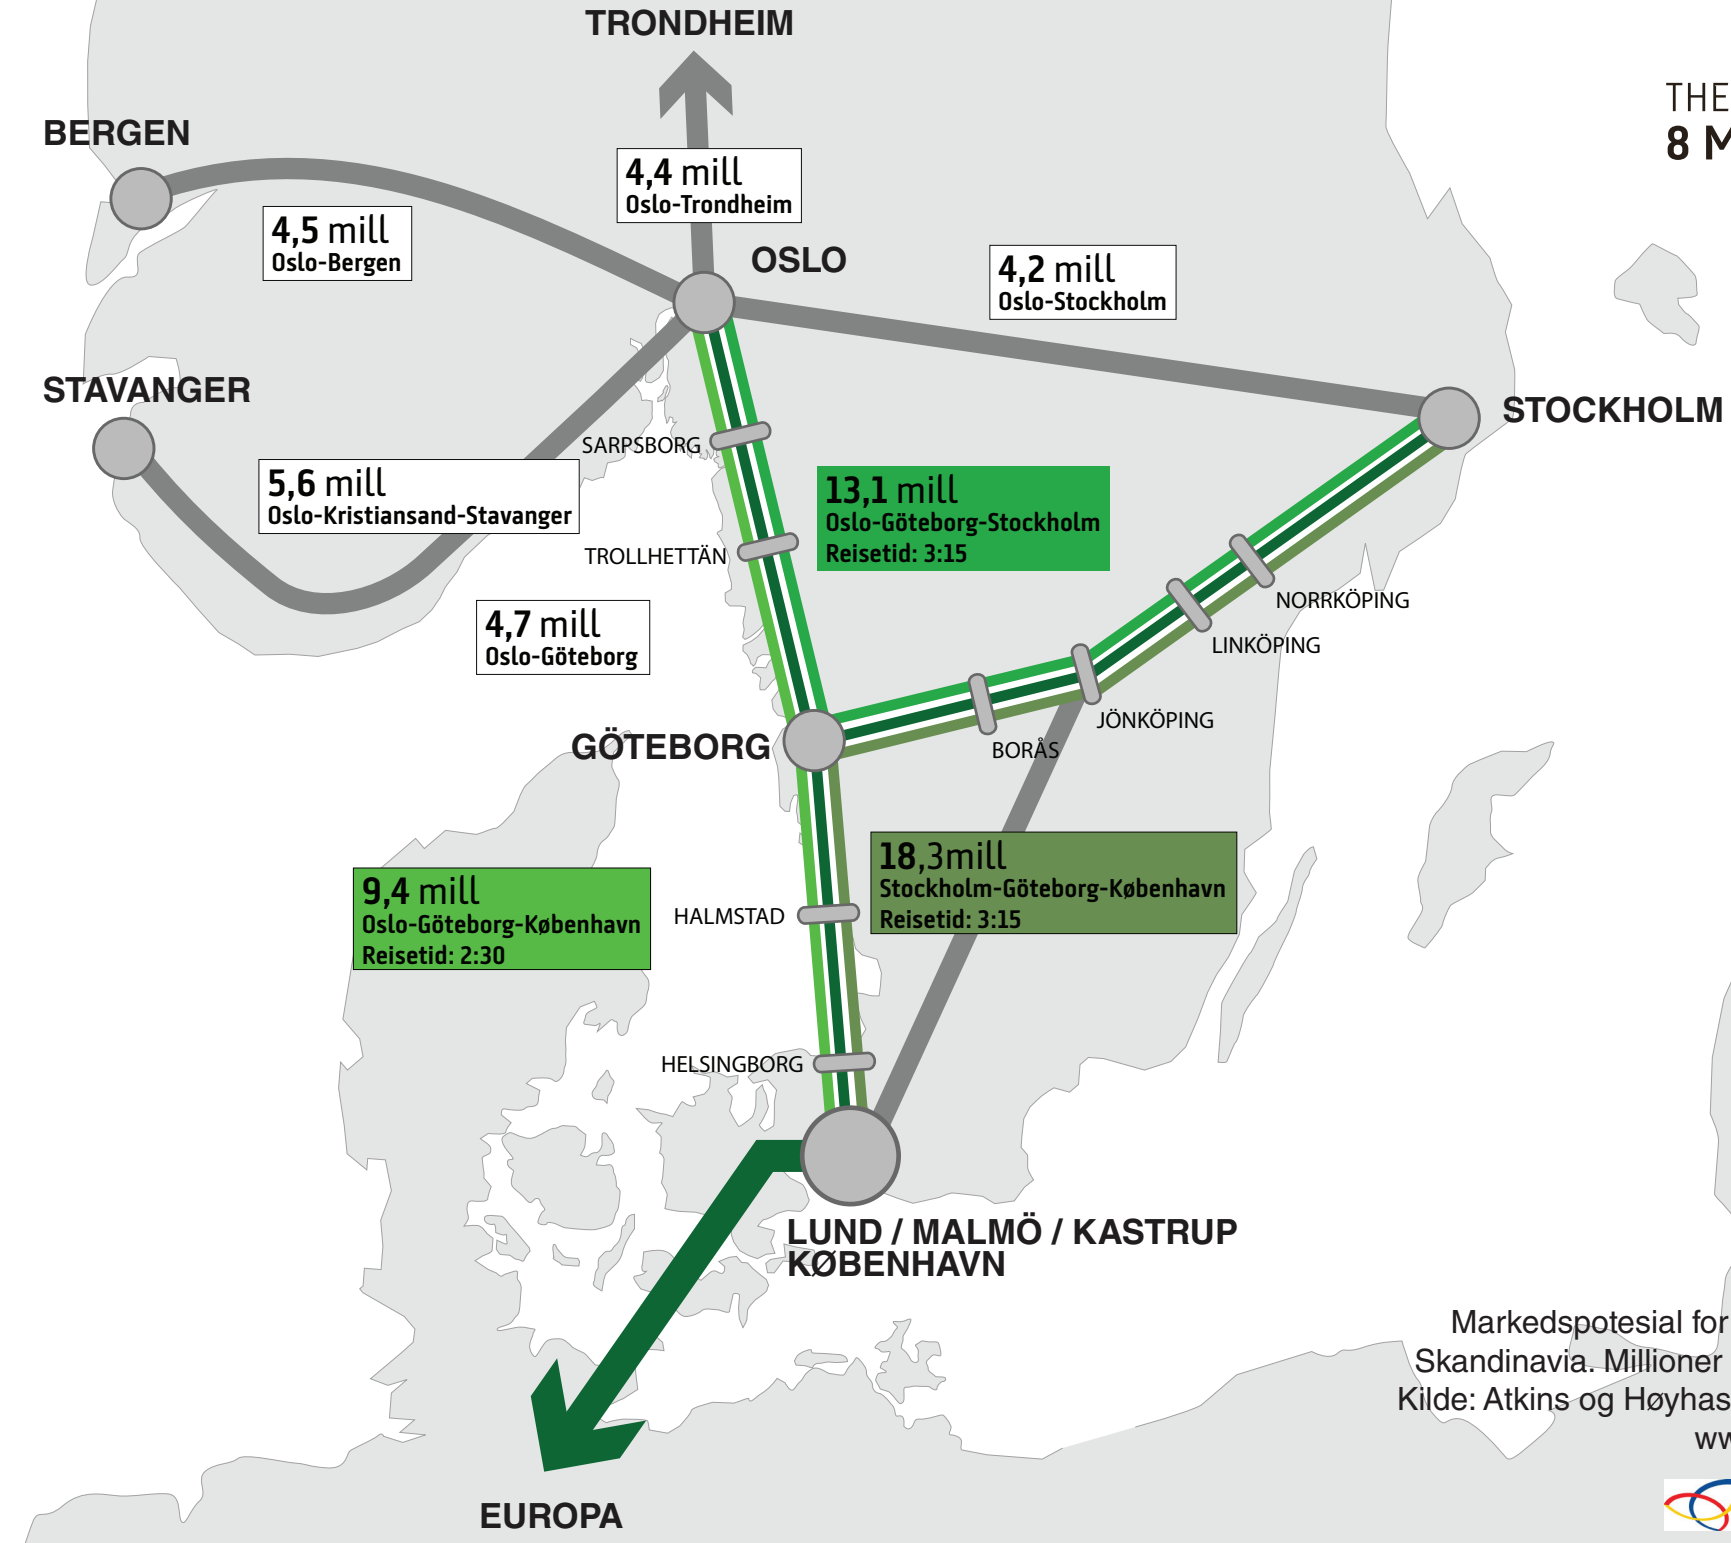 TRONDHEIM
THE
8 M
BERGEN
4,4 mill
Oslo-Trondheim
4,5 mill
Oslo-Bergen
OSLO
4,2 mill
Oslo-Stockholm
STAVANGER
STOCKHOLM
SARPSBORG
5,6 mill
Oslo-Kristiansand-Stavanger
13,1 mill
Oslo-Göteborg-Stockholm
Reisetid: 3:15
TROLLHETTÄN
NORRKÖPING
4,7 mill
Oslo-Göteborg
LINKÖPING
JÖNKÖPING
GÖTEBORG
BORÅS
18,3mill
Stockholm-Göteborg-København
Reisetid: 3:15
9,4 mill
Oslo-Göteborg-København
Reisetid: 2:30
HALMSTAD
HELSINGBORG
LUND / MALMÖ / KASTRUP
KØBENHAVN
Markedspotesial for
Skandinavia. Millioner
Kilde: Atkins og Høyhas
ww
EUROPA